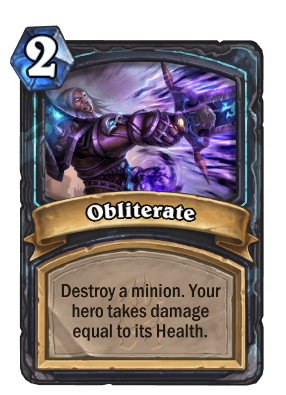 2
Obliterate
Destroy a minion. Your
hero takes damage
equal to its Health.